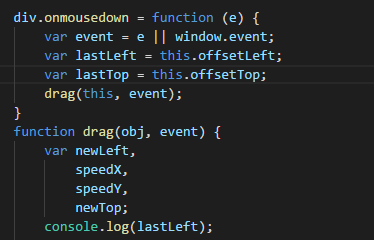 div.onmousedown = function (e) {
    var event = e || window.event;
    var lastLeft = this.offsetLeft;
    var lastTop = this.offsetTop;
    drag(this, event);
}
function drag(obj, event) {
    var newLeft,
        speedX,
        speedY,
        newTop;
    console.log(lastLeft);